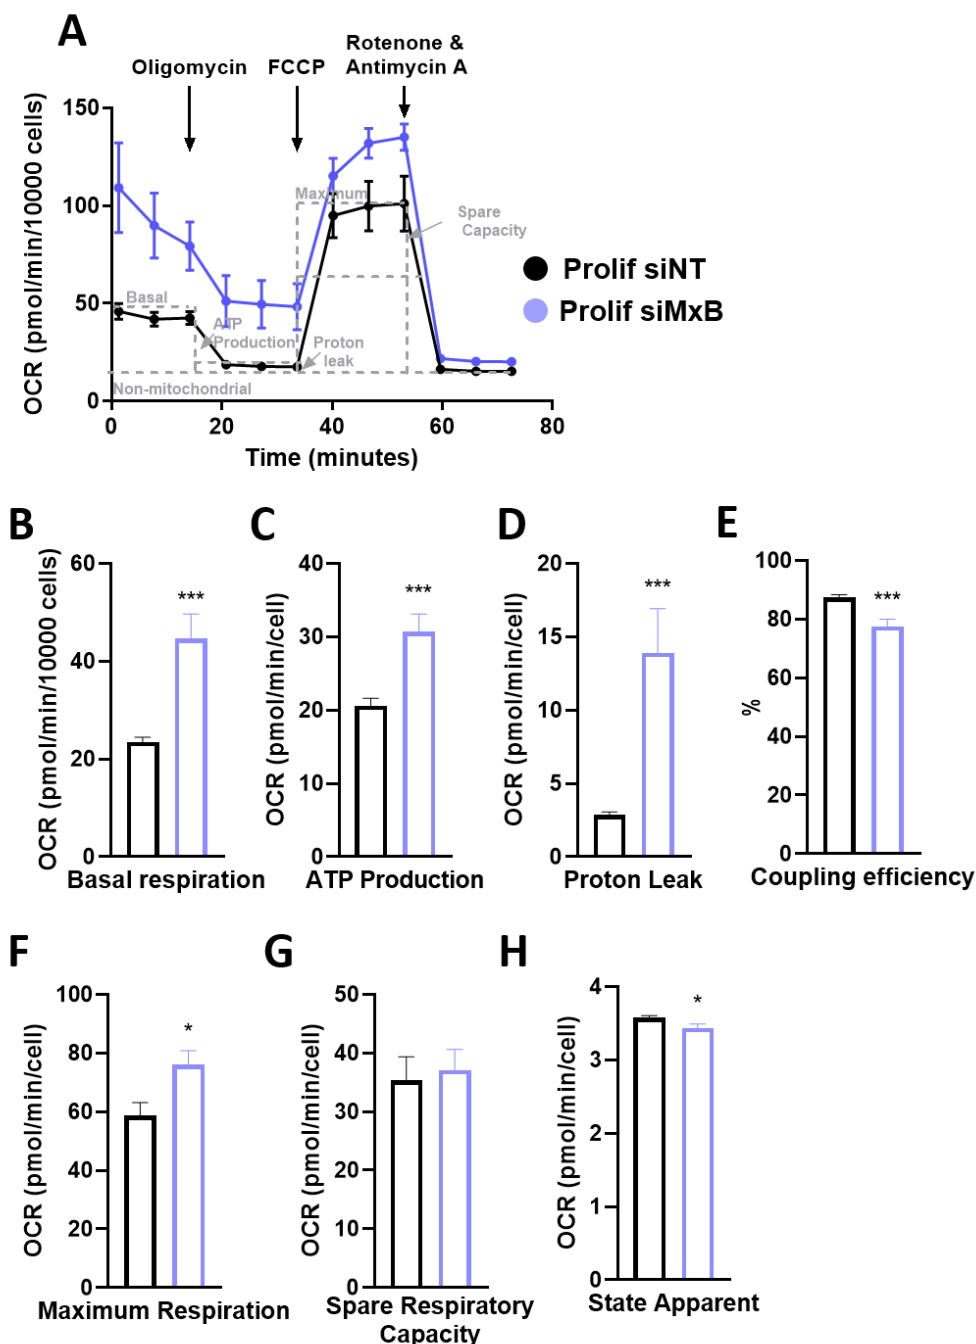 A
Oligomycin
FCCP
Rotenone &
Antimycin A
OCR (pmol/min/10000 cells)
150
100
50
0
0
20
40
60
80
Time (minutes)
Basal
ATP
Production
Non-mitochondrial
Maximum
Proton
leak
Spare
Capacity
Prolif siNT
Prolif siMxB
B
OCR (pmol/min/10000 cells)
60
40
20
0
***
Basal respiration
C
OCR (pmol/min/cell)
40
30
20
10
0
***
ATP Production
D
OCR (pmol/min/cell)
20
15
10
5
0
***
Proton Leak
E
%
100
80
60
40
20
0
***
Coupling efficiency
F
OCR (pmol/min/cell)
100
80
60
40
20
0
*
Maximum Respiration
G
OCR (pmol/min/cell)
50
40
30
20
10
0
Spare Respiratory
Capacity
H
OCR (pmol/min/cell)
4
3
2
1
0
*
State Apparent